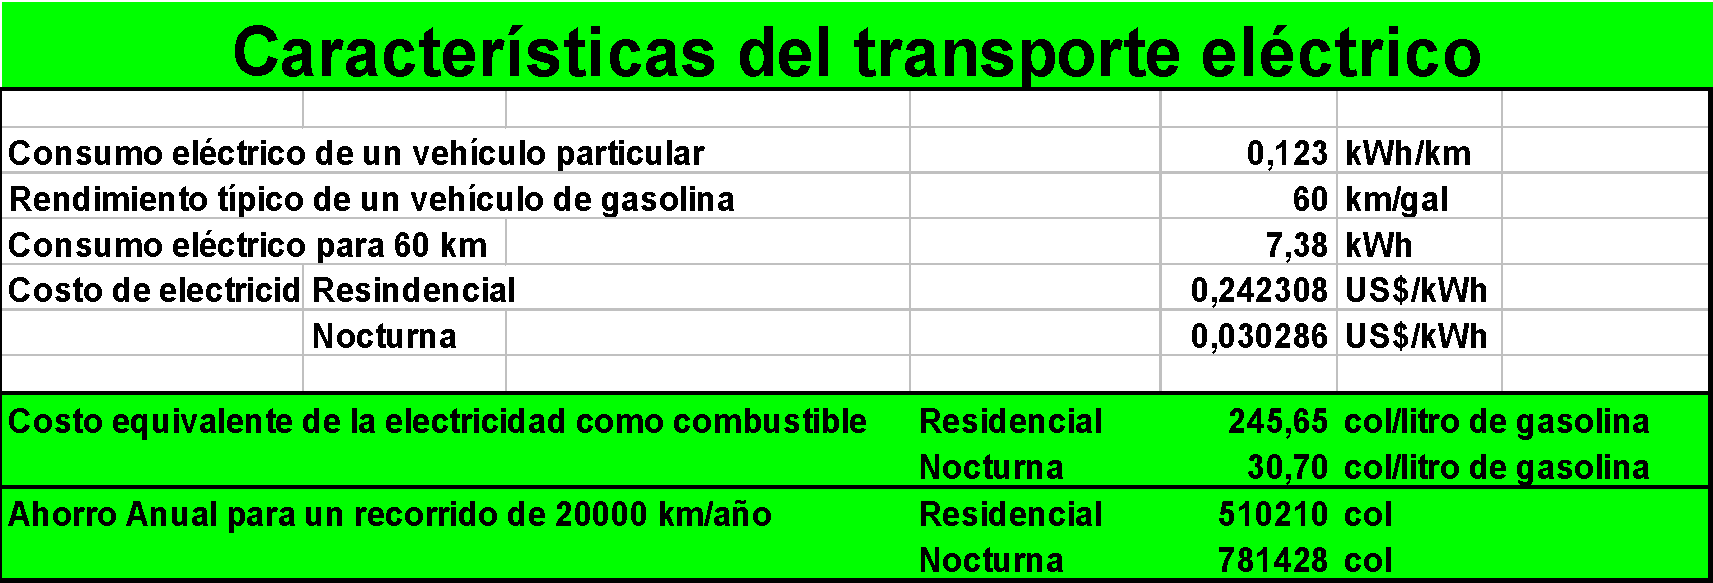 Características del transporte eléctrico
Consumo eléctrico de un vehículo particular 0,123 kWh/km
Rendimiento típico de un vehículo de gasolina 60 km/gal
Consumo eléctrico para 60 km 7,38 kWh
Costo de electricid Resindencial 0,242308 US$/kWh
Nocturna 0,030286 US$/kWh
Costo equivalente de la electricidad como combustible Residencial 245,65 col/litro de gasolina
Nocturna 30,70 col/litro de gasolina
Ahorro Anual para un recorrido de 20000 km/año Residencial 510210 col
Nocturna 781428 col